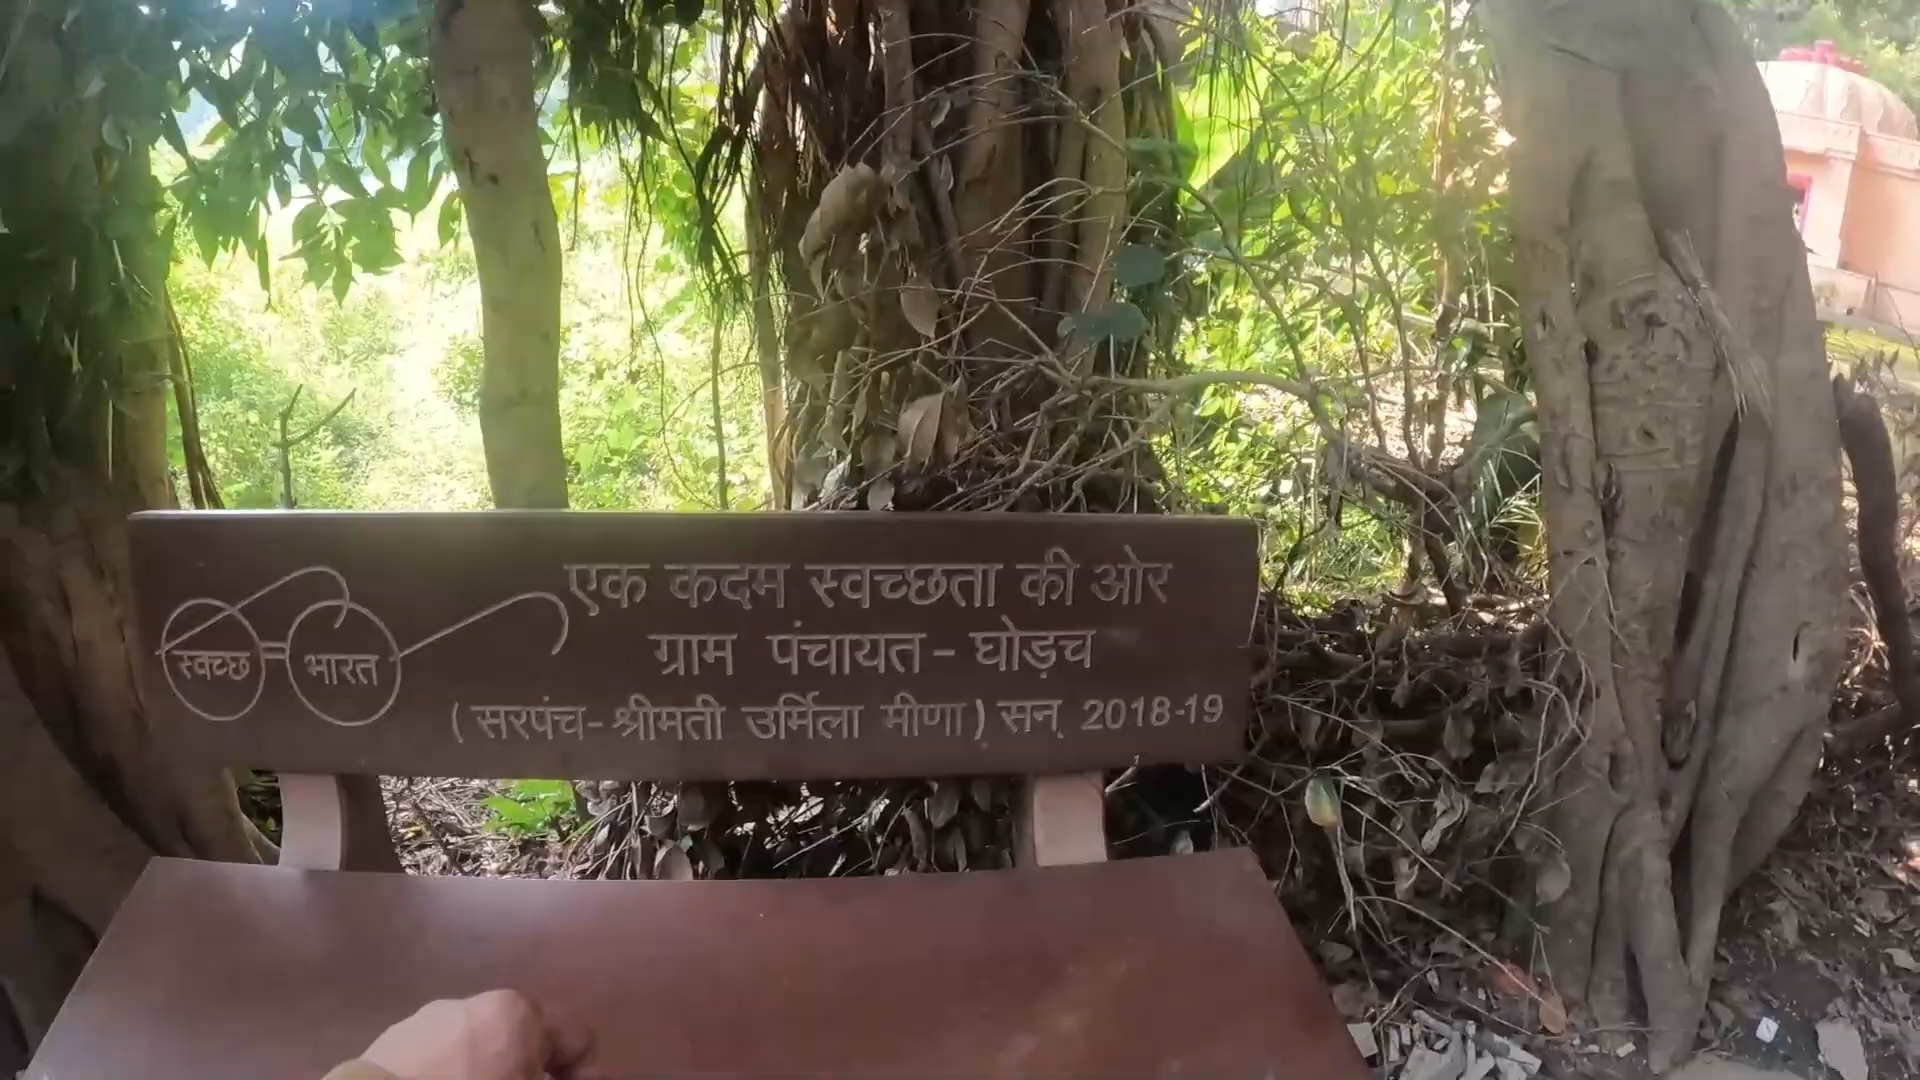 स्वच्छ भारत
एक कदम स्वच्छता की ओर
ग्राम पंचायत - घोड़च
(सरपंच- श्रीमती उर्मिला मीणा) सन् 2018-19